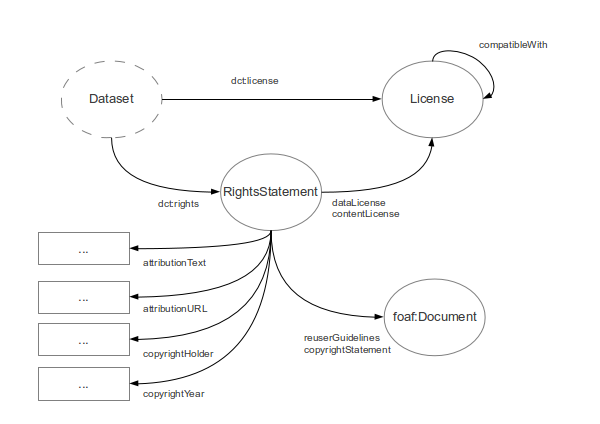 compatibleWith
dct:license
Dataset
License
RightsStatement
dct:rights
dataLicense
contentLicense
...
attributionText
...
attributionURL
foaf:Document
...
reuserGuidelines
copyrightStatement
copyrightHolder
...
copyrightYear